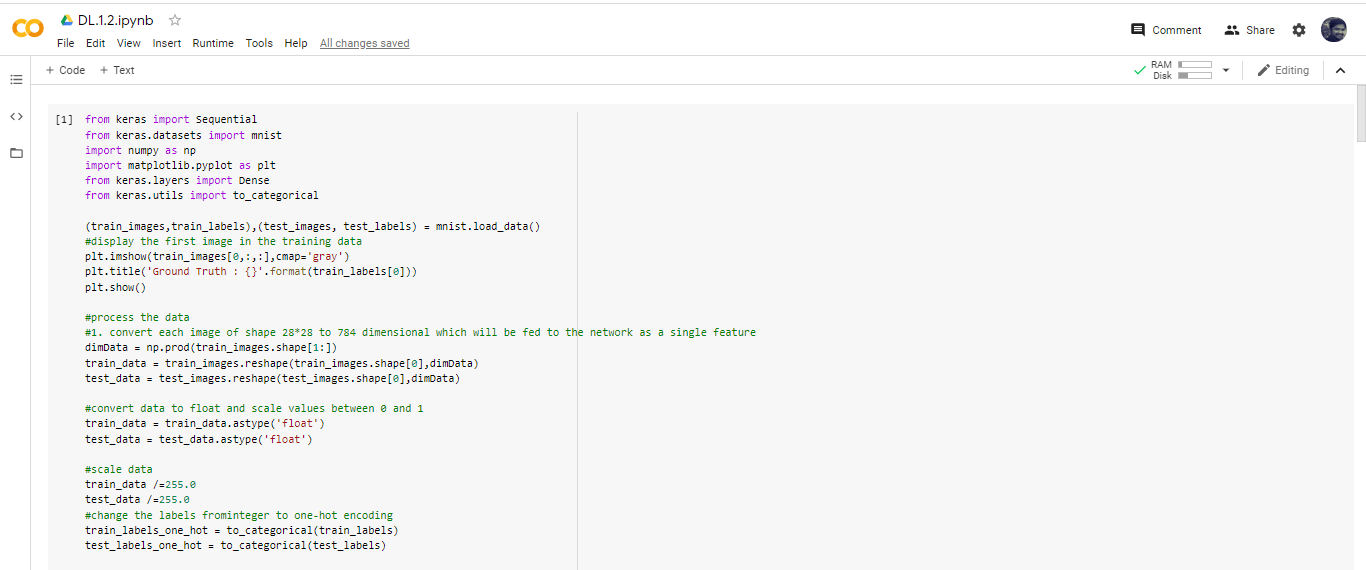 DL.1.2.ipynb
Comment
Share
File Edit View Insert Runtime Tools Help All changes saved
+ Code + Text
RAM
Disk
Editing
[1] from keras import Sequential
from keras.datasets import mnist
import numpy as np
import matplotlib.pyplot as plt
from keras.layers import Dense
from keras.utils import to_categorical
(train_images,train_labels),(test_images, test_labels) = mnist.load_data()
#display the first image in the training data
plt.imshow(train_images[0,:,:],cmap='gray')
plt.title('Ground Truth : {}'.format(train_labels[0]))
plt.show()
#process the data
#1. convert each image of shape 28*28 to 784 dimensional which will be fed to the network as a single feature
dimData = np.prod(train_images.shape[1:])
train_data = train_images.reshape(train_images.shape[0],dimData)
test_data = test_images.reshape(test_images.shape[0],dimData)
#convert data to float and scale values between 0 and 1
train_data = train_data.astype('float')
test_data = test_data.astype('float')
#scale data
train_data /=255.0
test_data /=255.0
#change the labels frominteger to one-hot encoding
train_labels_one_hot = to_categorical(train_labels)
test_labels_one_hot = to_categorical(test_labels)